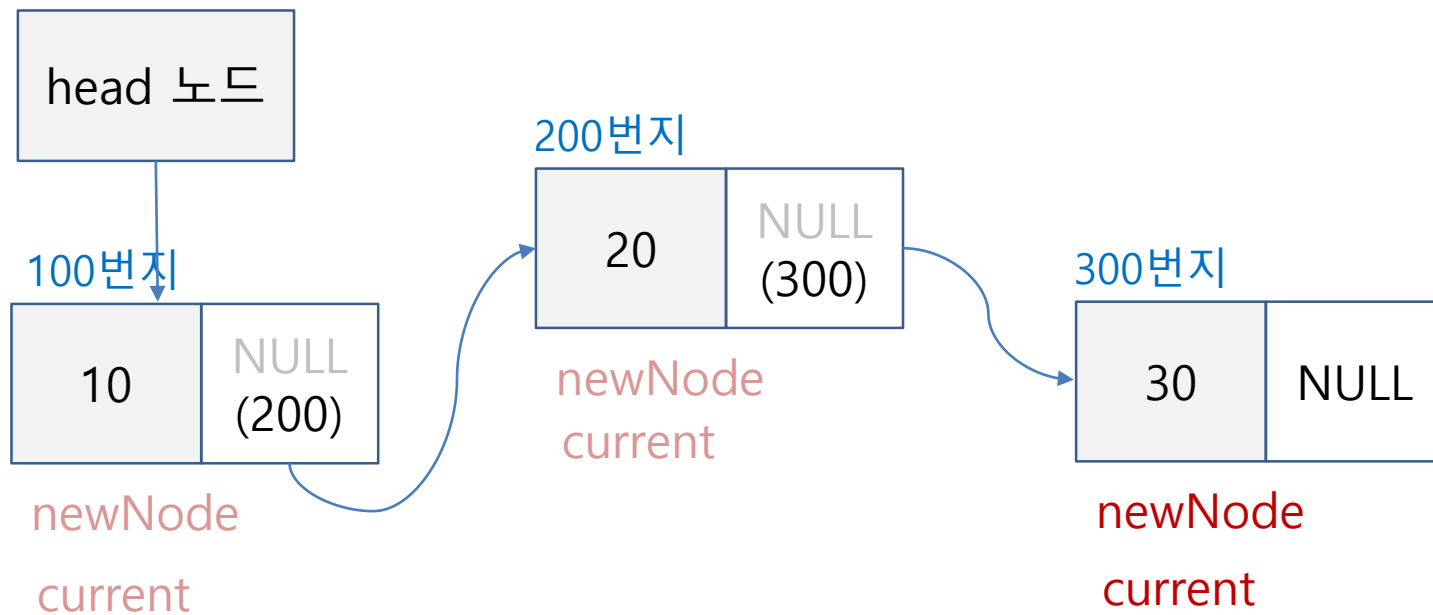 head 노드
100번지
10
NULL
(200)
newNode
current
200번지
20
NULL
(300)
newNode
current
300번지
30
NULL
newNode
current